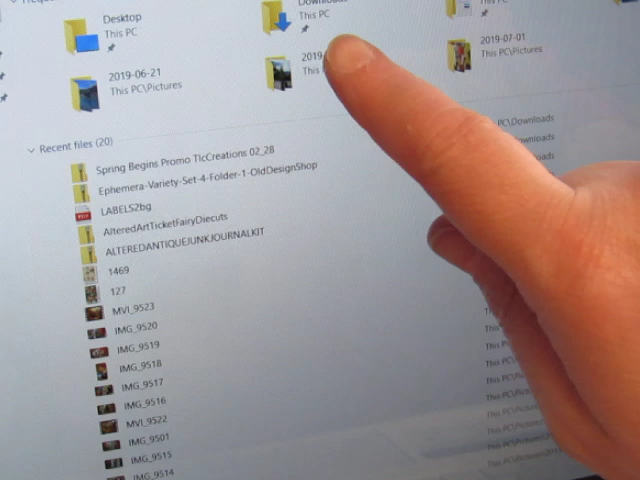 Desktop
This PC
This PC
This PC
2019-06-21
This PC\Pictures
2019
This
2019-07-01
This PC\Pictures
Recent files (20)
Spring Begins Promo TlcCreations 02_28
This PC\Downloads
Ephemera-Variety-Set-4-Folder-1-OldDesignShop
LABELS2bg
AlteredArtTicketFairyDiecuts
ALTEREDANTIQUEJUNKJOURNALKIT
1469
127
MVI_9523
IMG_9520
IMG_9519
IMG_9518
IMG_9517
IMG_9516
MVI_9522
IMG_9501
IMG_9515
IMG_9514